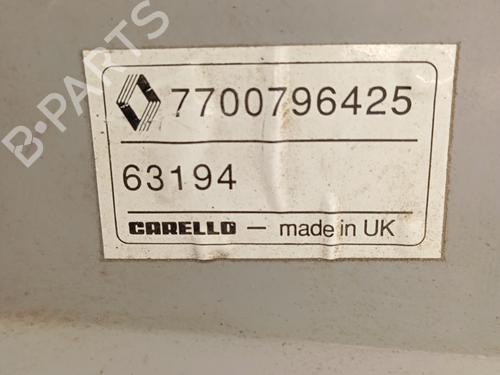 B-PARTS
7700796425
63194
CARELLO — made in UK